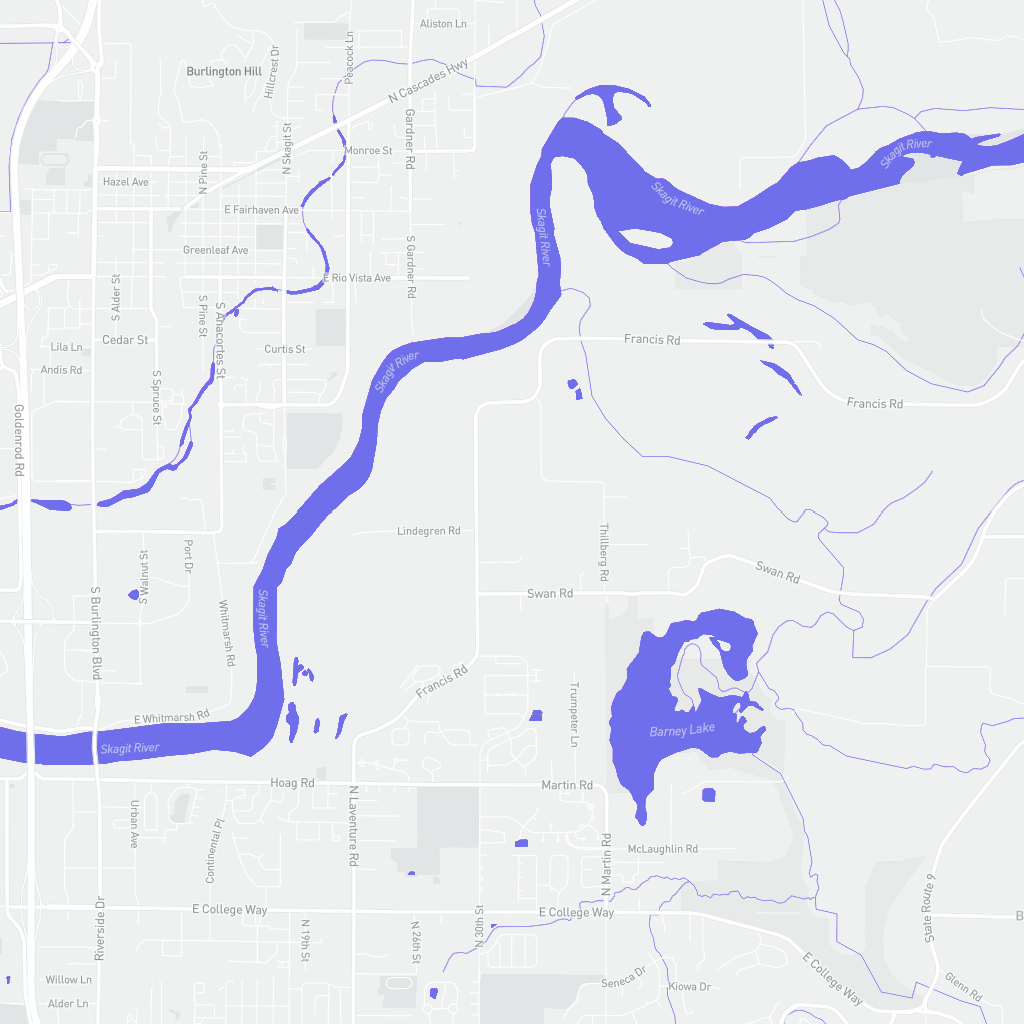 Aliston Ln
Peacock Ln
Hillcrest Dr
Burlington Hill
N Cascades Hwy
Gardner Rd
N Skagit St
Monroe St
N Pine St
Hazel Ave
Skagit River
Skagit River
E Fairhaven Ave
Skagit River
Greenleaf Ave
S Gardner Rd
E Rio Vista Ave
S Alder St
S Pine St
S Anacortes St
Cedar St
Lila Ln
Curtis St
Francis Rd
Andis Rd
Skagit River
S Spruce St
Francis Rd
Goldenrod Rd
Lindegren Rd
Thillberg Rd
Port Dr
S Walnut St
Swan Rd
Swan Rd
S Burlington Blvd
Whitmarsh Rd
Skagit River
Francis Rd
Trumpeter Ln
E Whitmarsh Rd
Barney Lake
Skagit River
Hoag Rd
Martin Rd
Urban Ave
N Laventure Rd
Continental Pl
McLaughlin Rd
N Martin Rd
State Route 9
E College Way
E College Way
B
Riverside Dr
N 19th St
N 26th St
N 30th St
E College Way
Willow Ln
Seneca Dr
Kiowa Dr
Glenn Rd
Alder Ln